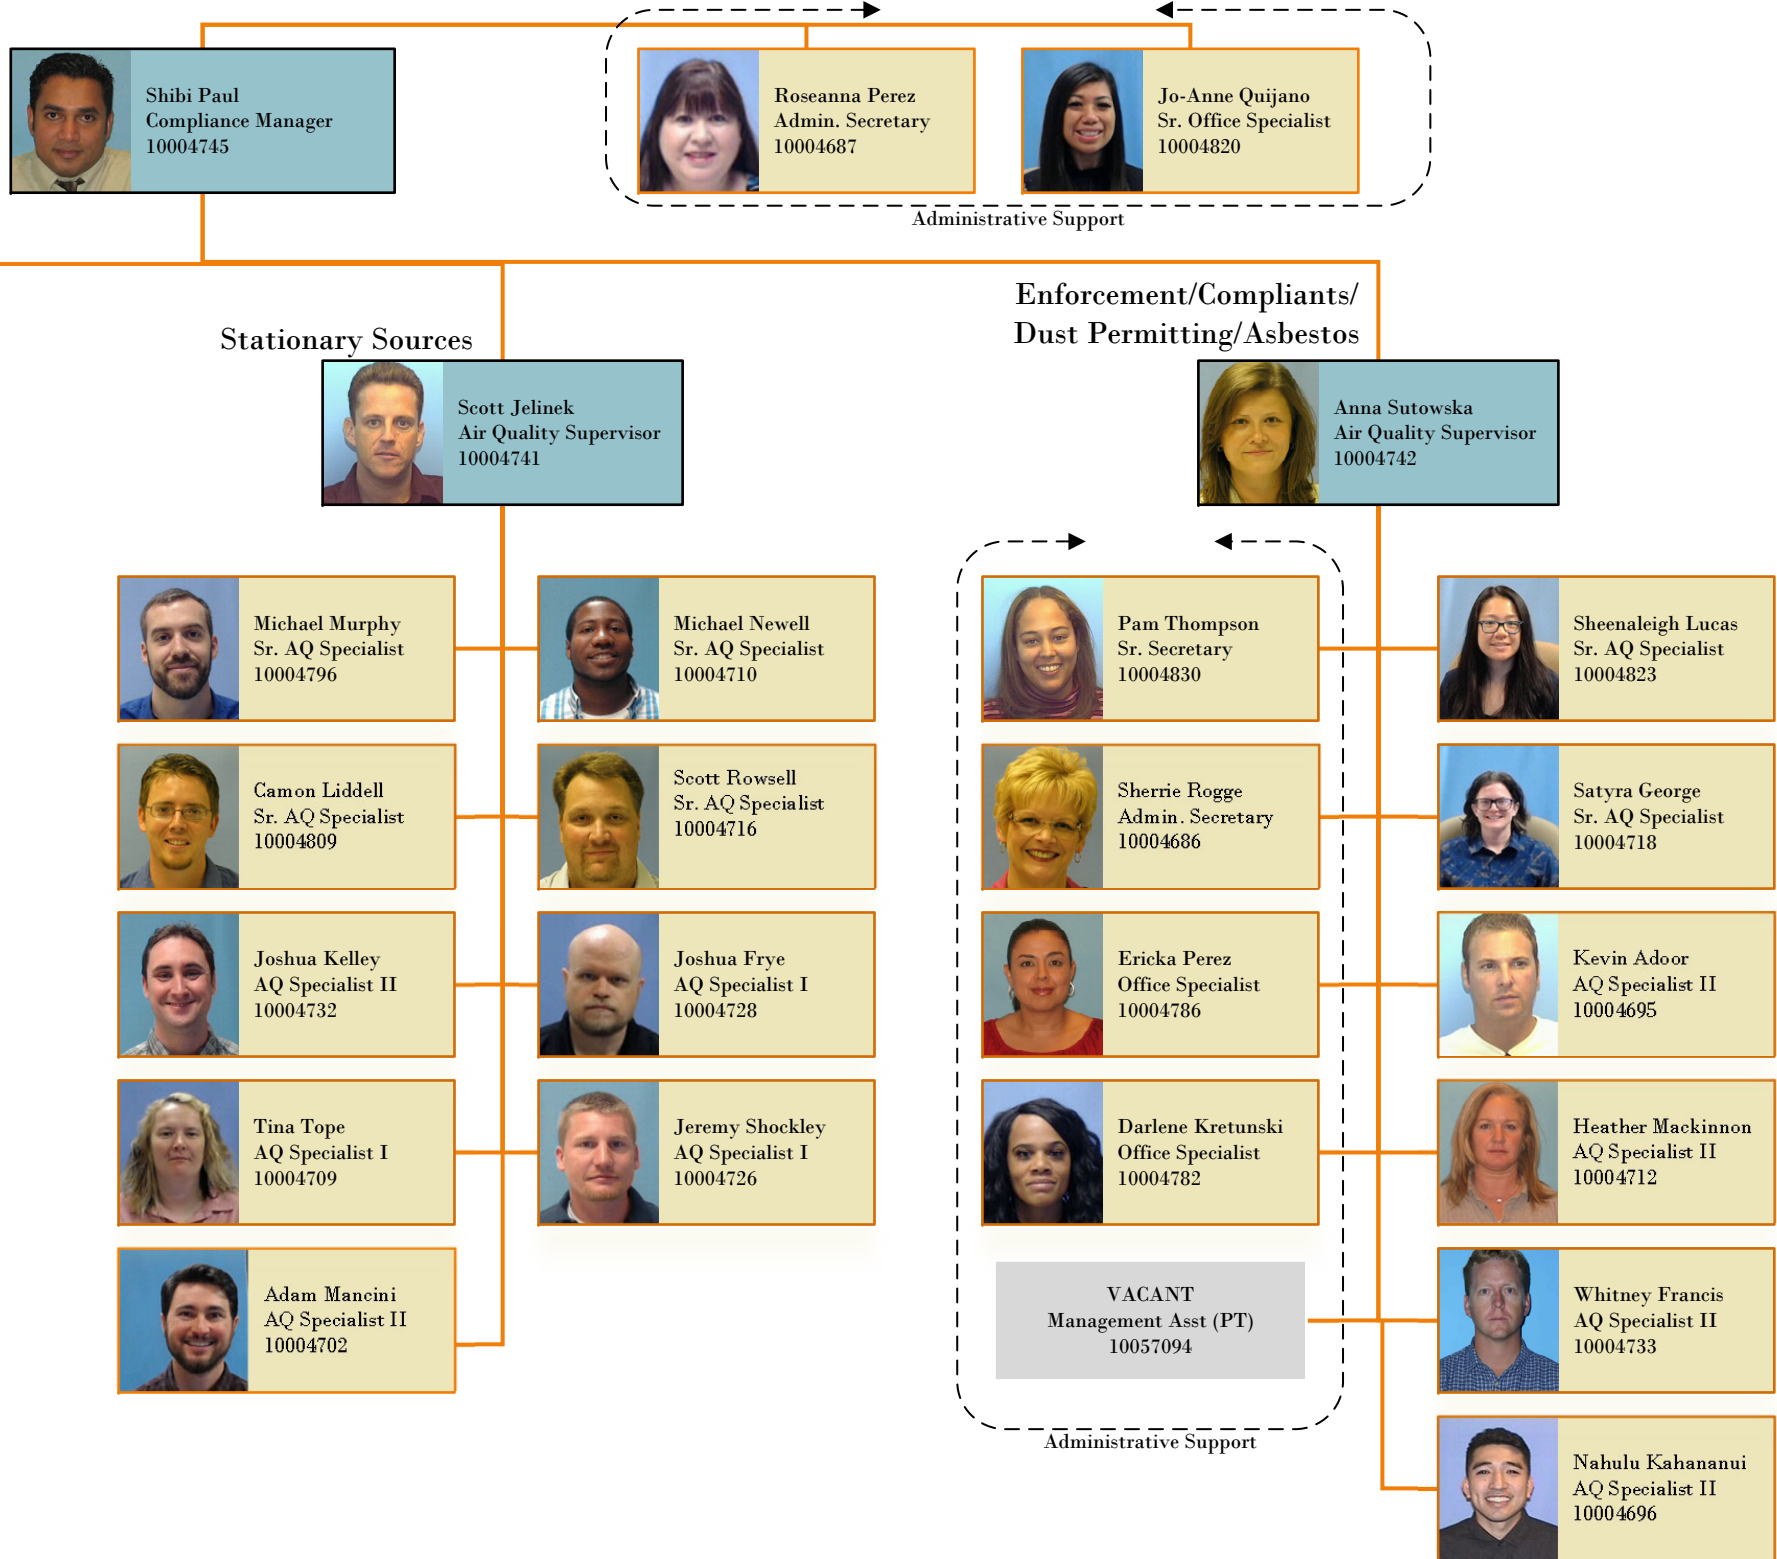 Shibi Paul
Compliance Manager
10004745
Roseanna Perez
Admin. Secretary
10004687
Jo-Anne Quijano
Sr. Office Specialist
10004820
Administrative Support
Stationary Sources
Enforcement/Compliants/
Dust Permitting/Asbestos
Scott Jelinek
Air Quality Supervisor
10004741
Anna Sutowska
Air Quality Supervisor
10004742
Michael Murphy
Sr. AQ Specialist
10004796
Michael Newell
Sr. AQ Specialist
10004710
Pam Thompson
Sr. Secretary
10004830
Sheenaleigh Lucas
Sr. AQ Specialist
10004823
Camon Liddell
Sr. AQ Specialist
10004809
Scott Rowsell
Sr. AQ Specialist
10004716
Sherrie Rogge
Admin. Secretary
10004686
Satyra George
Sr. AQ Specialist
10004718
Joshua Kelley
AQ Specialist II
10004732
Joshua Frye
AQ Specialist I
10004728
Ericka Perez
Office Specialist
10004786
Kevin Adoor
AQ Specialist II
10004695
Tina Tope
AQ Specialist I
10004709
Jeremy Shockley
AQ Specialist I
10004726
Darlene Kretunski
Office Specialist
10004782
Heather Mackinnon
AQ Specialist II
10004712
Adam Mancini
AQ Specialist II
10004702
VACANT
Management Asst (PT)
10057094
Whitney Francis
AQ Specialist II
10004733
Administrative Support
Nahulu Kahananui
AQ Specialist II
10004696